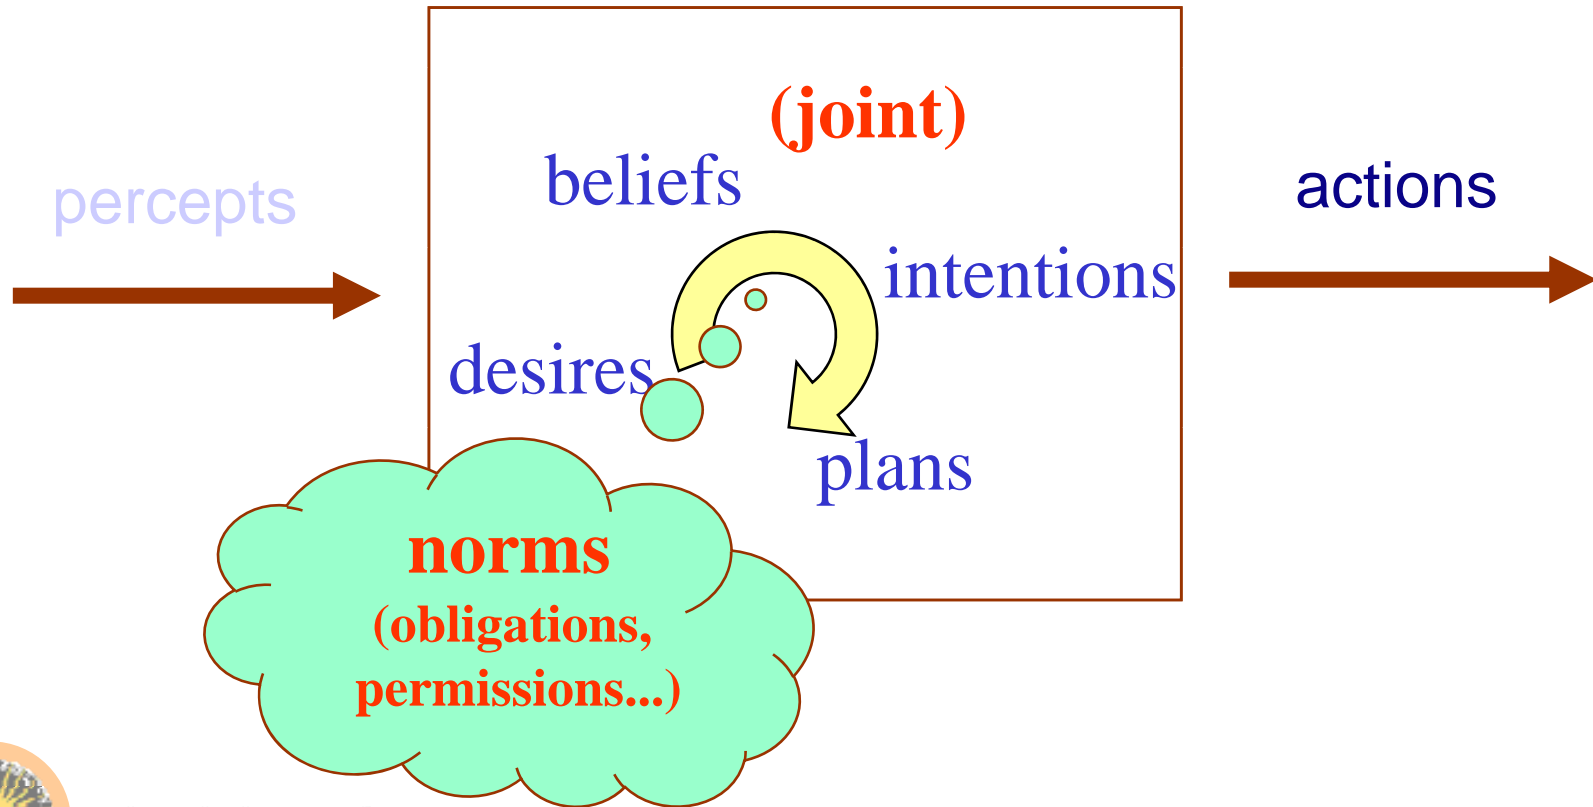 (joint)
beliefs
percepts
actions
intentions
desires
plans
norms
(obligations,
permissions...)